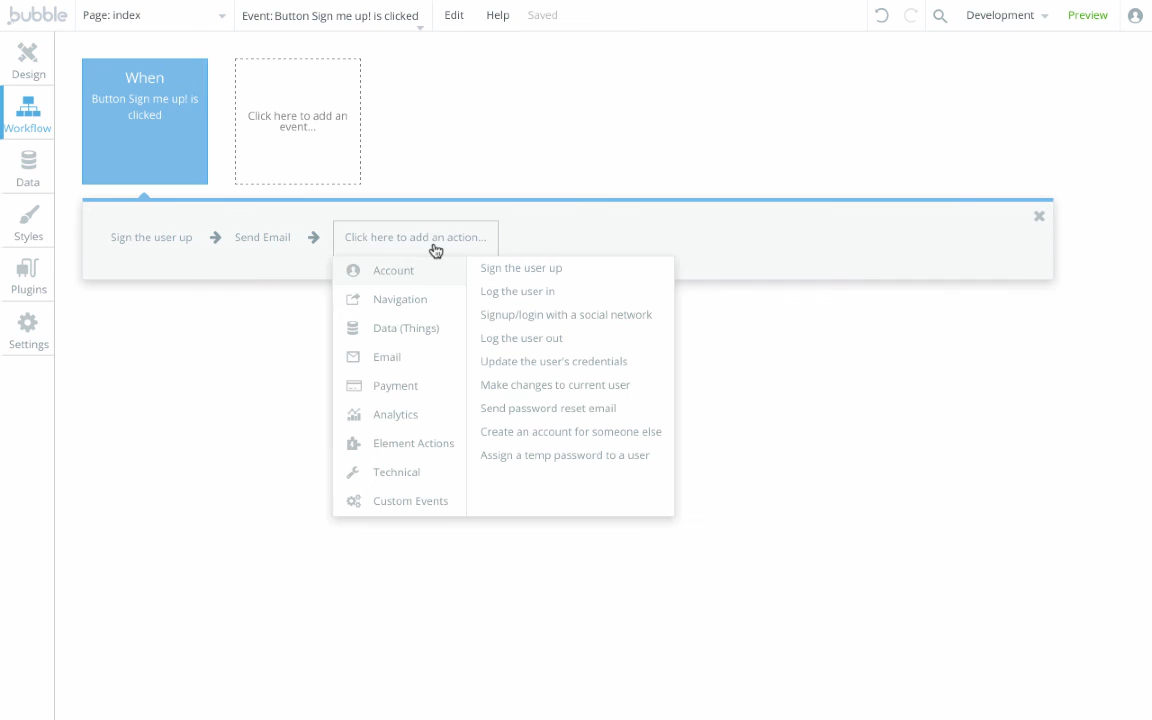 bubble
Page: index
Event: Button Sign me up! is clicked
Edit
Help
Saved
Development
Preview
Design
Workflow
Data
Styles
Plugins
Settings
When
Button Sign me up! is
clicked
Click here to add an
event...
Sign the user up
Send Email
Click here to add an action...
Account
Navigation
Data (Things)
Email
Payment
Analytics
Element Actions
Technical
Custom Events
Sign the user up
Log the user in
Signup/login with a social network
Log the user out
Update the user's credentials
Make changes to current user
Send password reset email
Create an account for someone else
Assign a temp password to a user